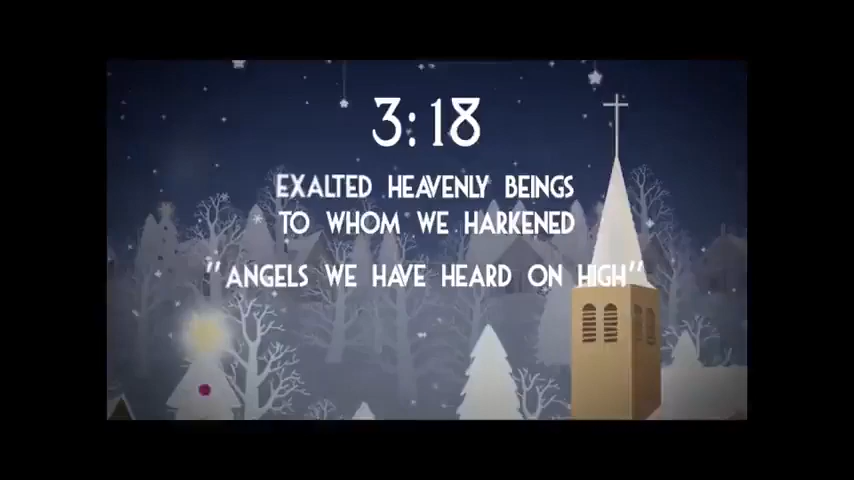 3:18
EXALTED HEAVENLY BEINGS
TO WHOM WE HARKENED
"ANGELS WE HAVE HEARD ON HIGH"